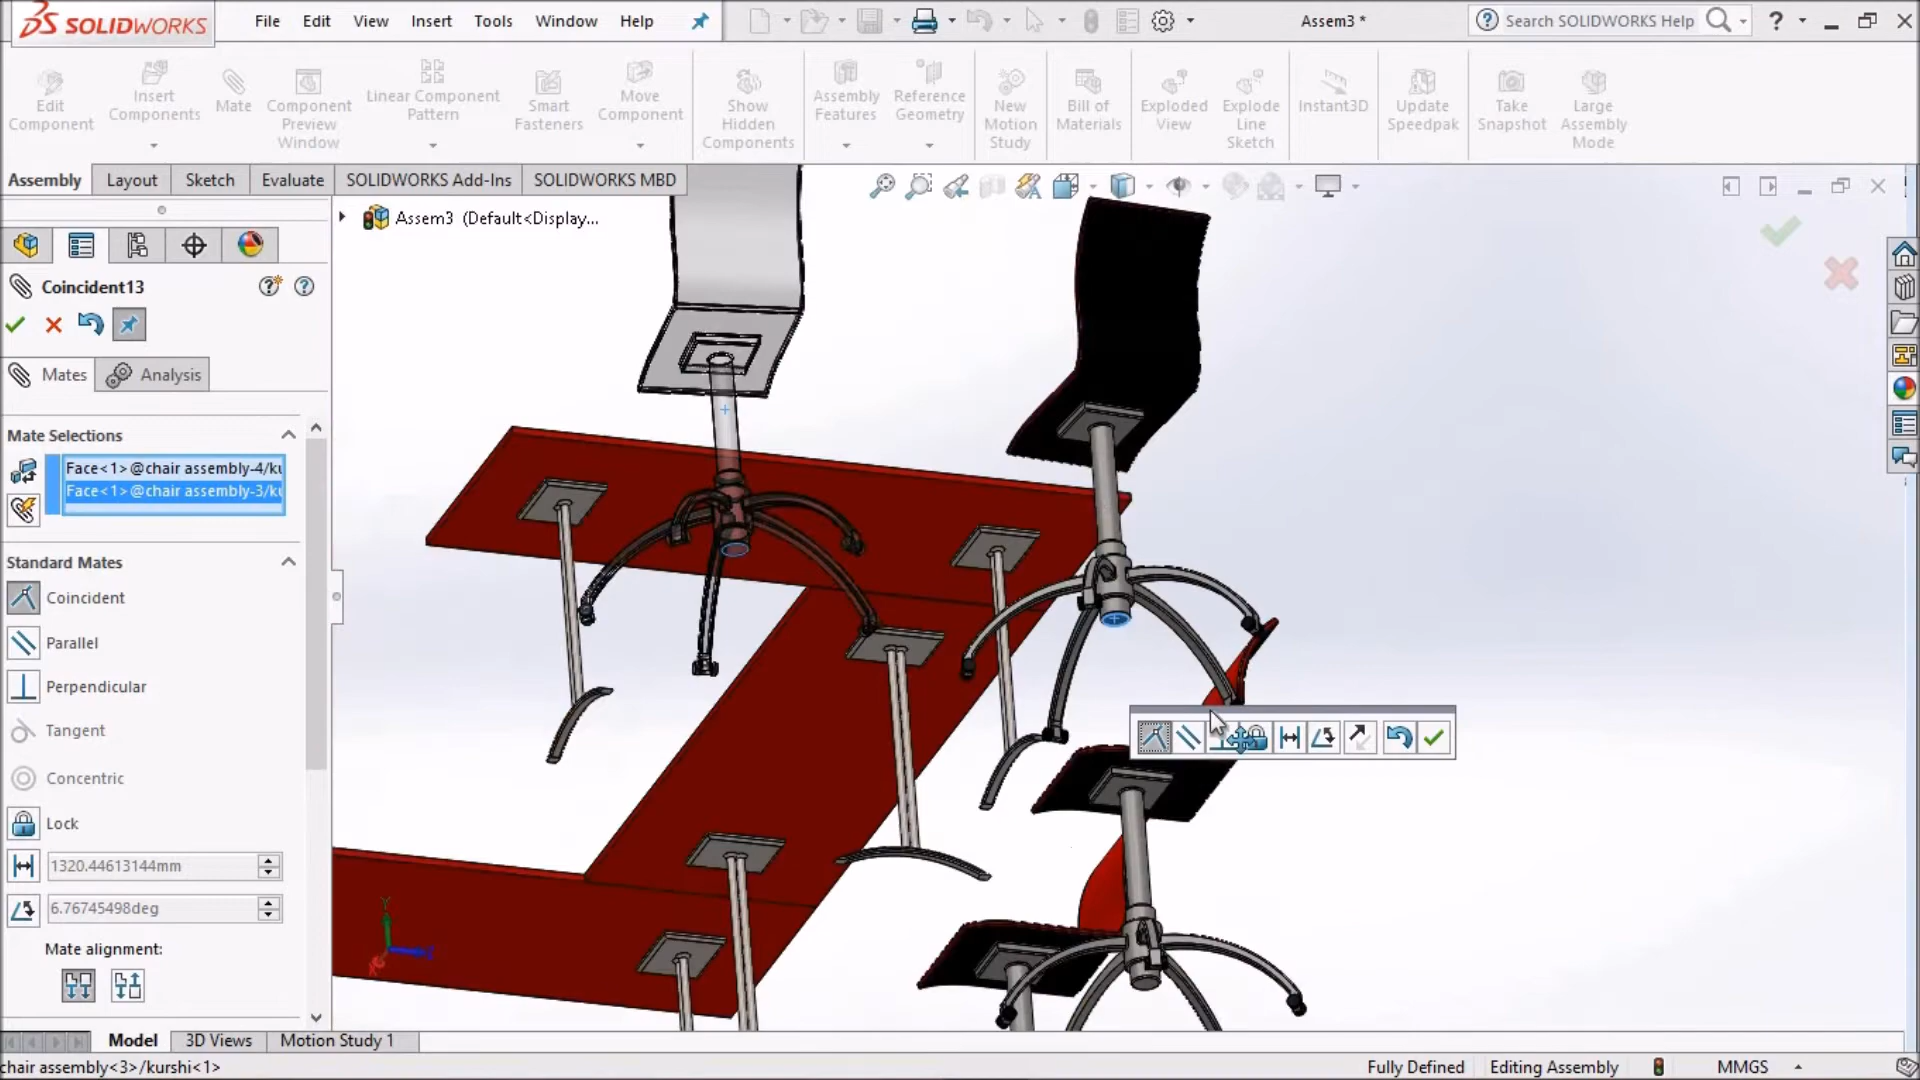 SOLIDWORKS File Edit View Insert Tools Window Help Assem3 * Search SOLIDWORKS Help ?
Edit Component
Insert Components
Mate
Component Preview Window
Linear Component Pattern
Smart Fasteners
Move Component
Show Hidden Components
Assembly Features
Reference Geometry
New Motion Study
Bill of Materials
Exploded View
Explode Line Sketch
Instant3D
Update Speedpak
Take Snapshot
Large Assembly Mode
Assembly Layout Sketch Evaluate SOLIDWORKS Add-Ins SOLIDWORKS MBD
Assem3 (Default<Display...
Coincident13
Mates Analysis
Mate Selections
Face<1>@chair assembly-4/ku
Face<1>@chair assembly-3/ku
Standard Mates
Coincident
Parallel
Perpendicular
Tangent
Concentric
Lock
1320.44613144mm
6.76745498deg
Mate alignment:
Model 3D Views Motion Study 1
chair assembly<3>/kurshi<1> Fully Defined Editing Assembly MMGS